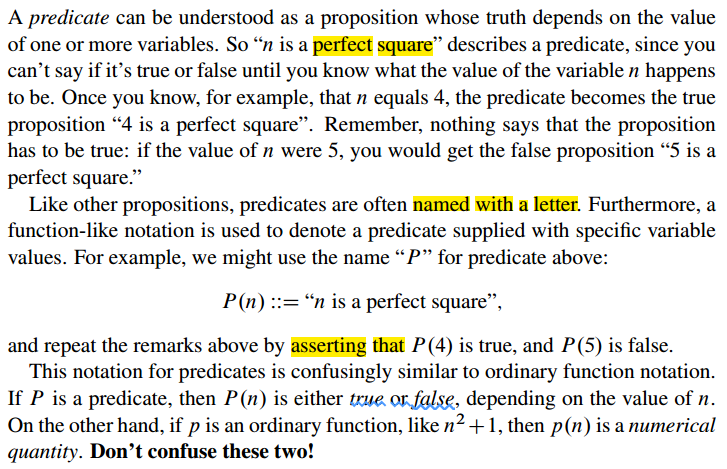 A predicate can be understood as a proposition whose truth depends on the value
of one or more variables. So “n is a perfect square” describes a predicate, since you
can’t say if it’s true or false until you know what the value of the variable n happens
to be. Once you know, for example, that n equals 4, the predicate becomes the true
proposition “4 is a perfect square”. Remember, nothing says that the proposition
has to be true: if the value of n were 5, you would get the false proposition “5 is a
perfect square.”
Like other propositions, predicates are often named with a letter. Furthermore, a
function-like notation is used to denote a predicate supplied with specific variable
values. For example, we might use the name “P” for predicate above:
P(n) ::= “n is a perfect square”,
and repeat the remarks above by asserting that P(4) is true, and P(5) is false.
This notation for predicates is confusingly similar to ordinary function notation.
If P is a predicate, then P(n) is either true or false, depending on the value of n.
On the other hand, if p is an ordinary function, like n²+1, then p(n) is a numerical
quantity. Don’t confuse these two!